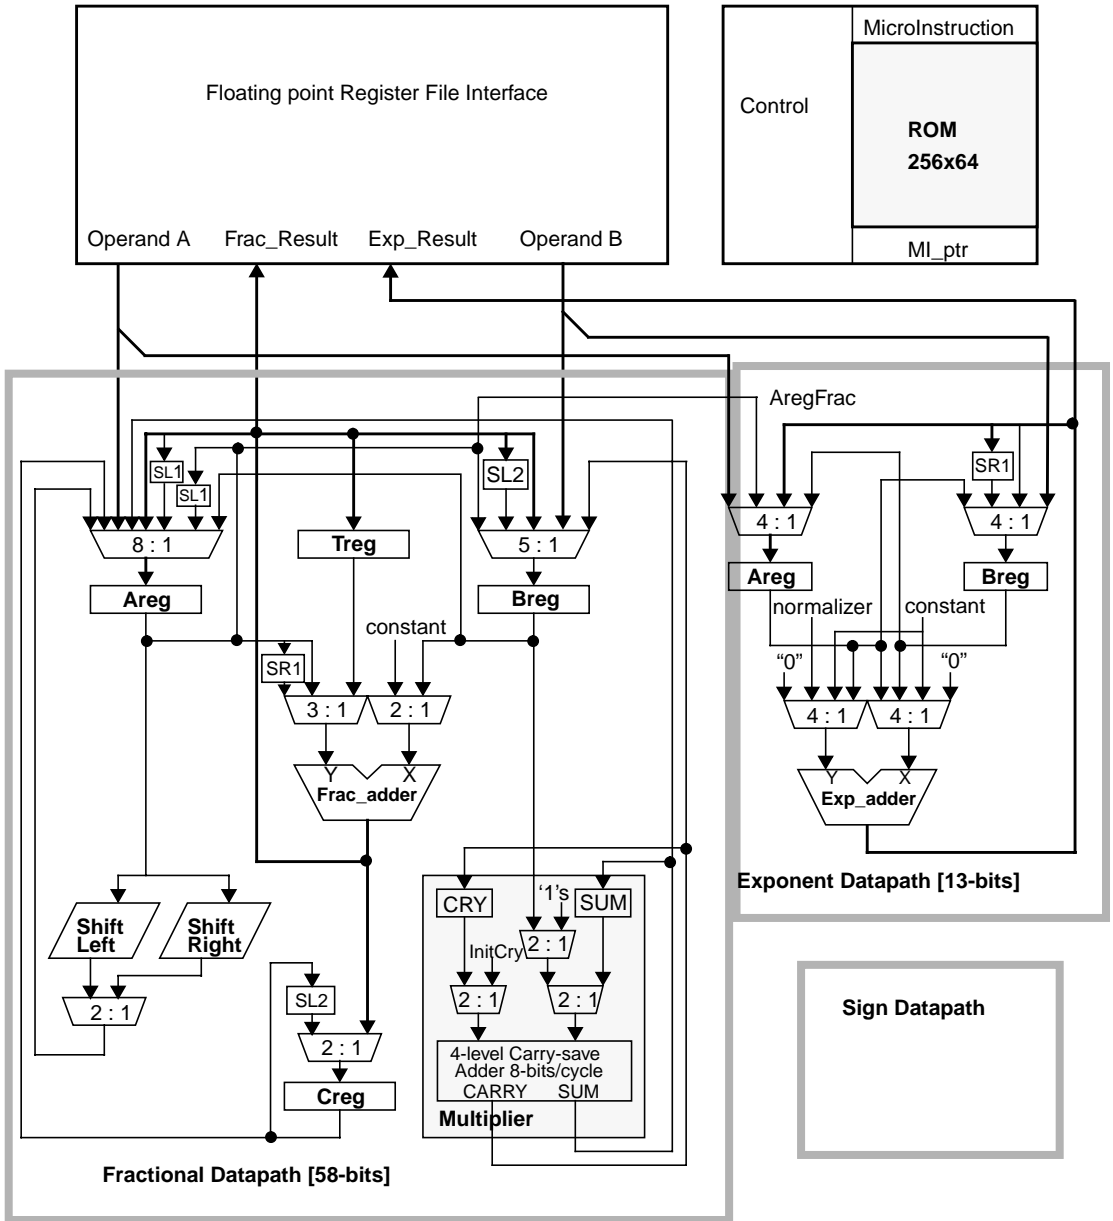 MicroInstruction
Floating point Register File Interface
Control
ROM
256x64
Operand A
Frac_Result
Exp_Result
Operand B
MI_ptr
AregFrac
SL1
SL1
SL2
SR1
8 : 1
Treg
5 : 1
4 : 1
4 : 1
Areg
Breg
Areg
Breg
normalizer
constant
constant
SR1
“0”
“0”
3 : 1
2 : 1
4 : 1
4 : 1
Y
X
Frac_adder
Y
X
Exp_adder
Exponent Datapath [13-bits]
CRY
‘1’s
SUM
Shift
Left
Shift
Right
2 : 1
InitCry
2 : 1
2 : 1
2 : 1
SL2
Sign Datapath
2 : 1
4-level Carry-save
Adder 8-bits/cycle
CARRY
SUM
Creg
Multiplier
Fractional Datapath [58-bits]